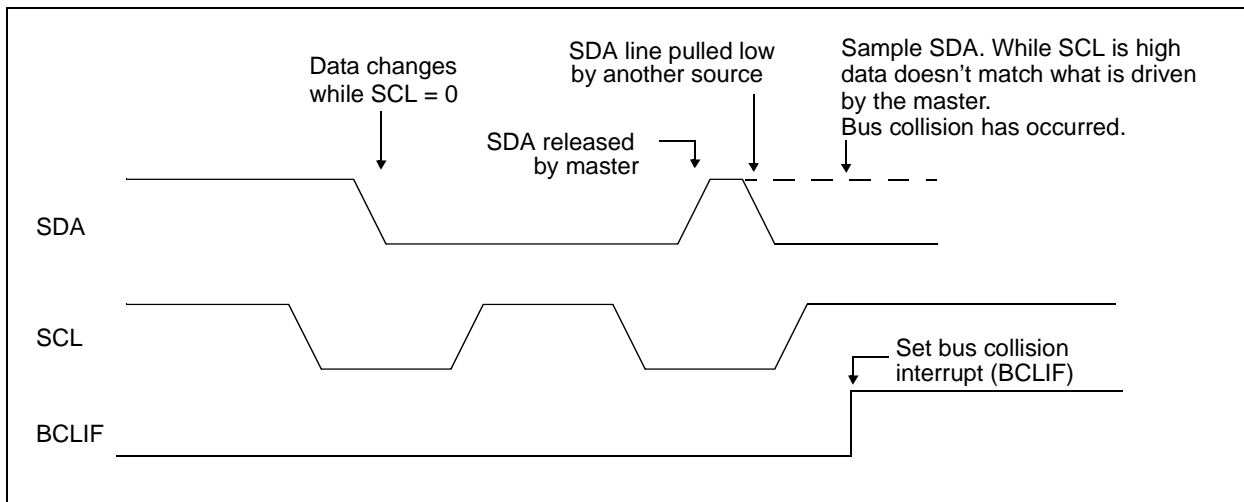 Data changes
while SCL = 0
SDA line pulled low
by another source
Sample SDA. While SCL is high
data doesn't match what is driven
by the master.
Bus collision has occurred.
SDA released
by master
SDA
SCL
Set bus collision
interrupt (BCLIF)
BCLIF